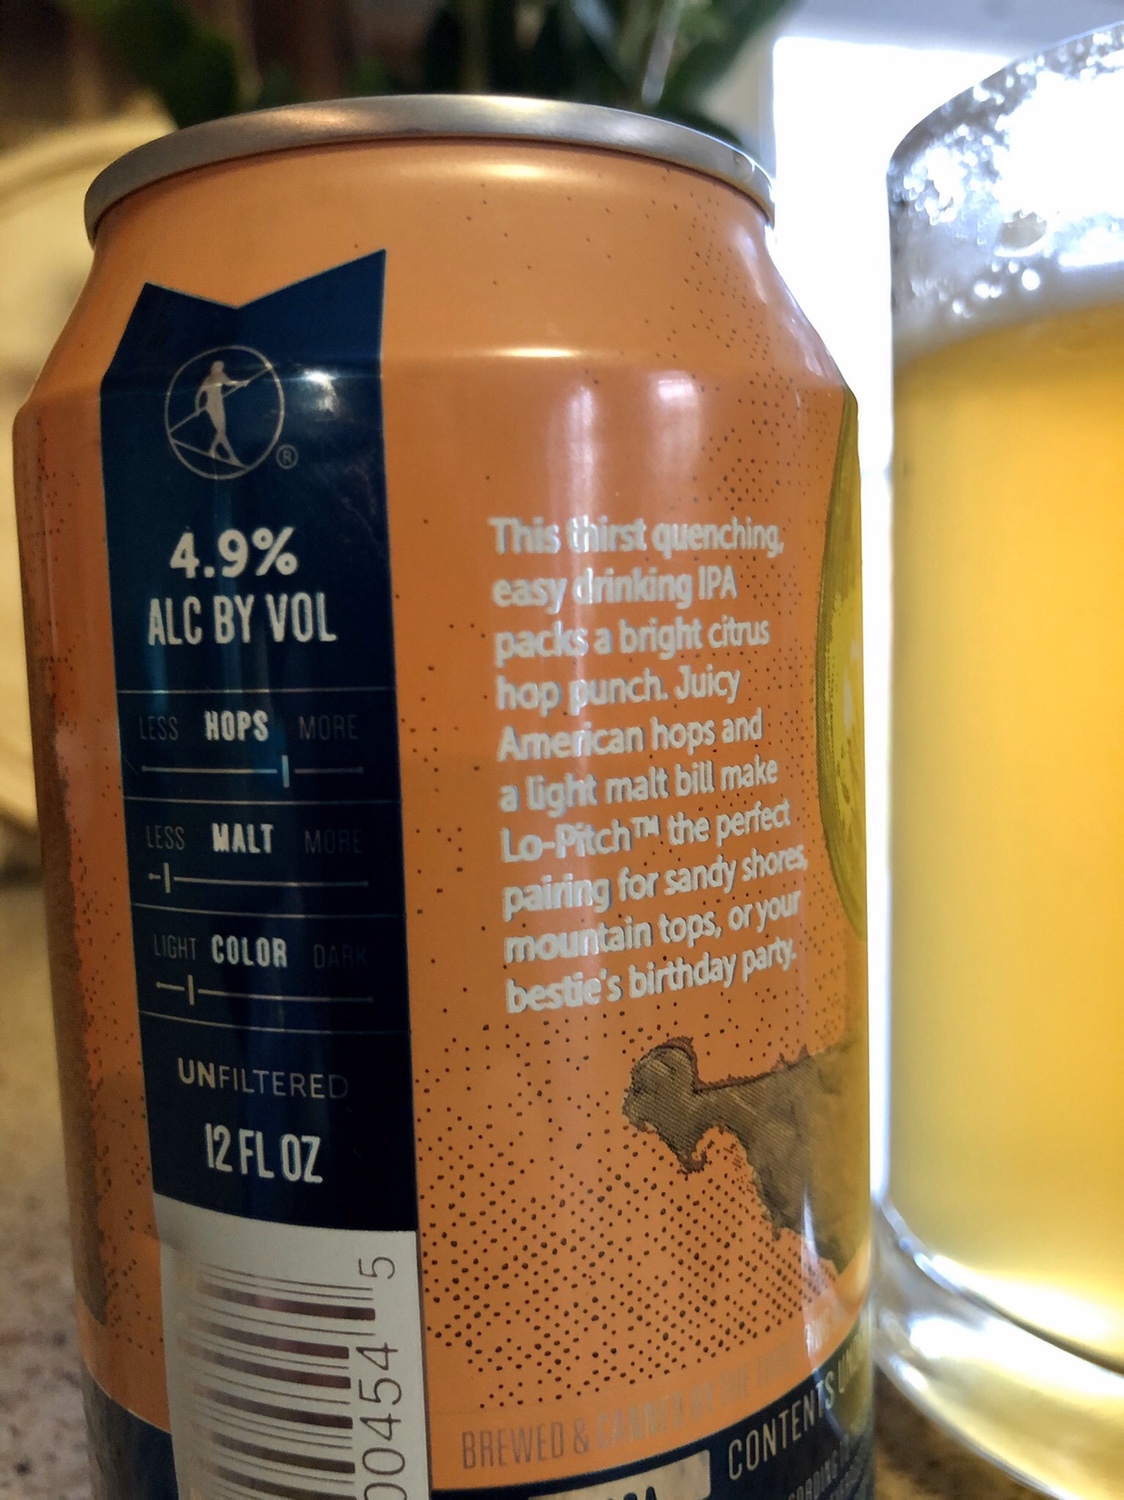 ®
4.9%
ALC BY VOL
LESS HOPS MORE
LESS MALT MORE
LIGHT COLOR DARK
UNFILTERED
12 FL OZ
This thirst quenching,
easy drinking IPA
packs a bright citrus
hop punch. Juicy
American hops and
a light malt bill make
Lo-Pitch™ the perfect
pairing for sandy shores,
mountain tops, or your
bestie's birthday party.
00454 5
BREWED & CANNED BY THE
CONTENTS